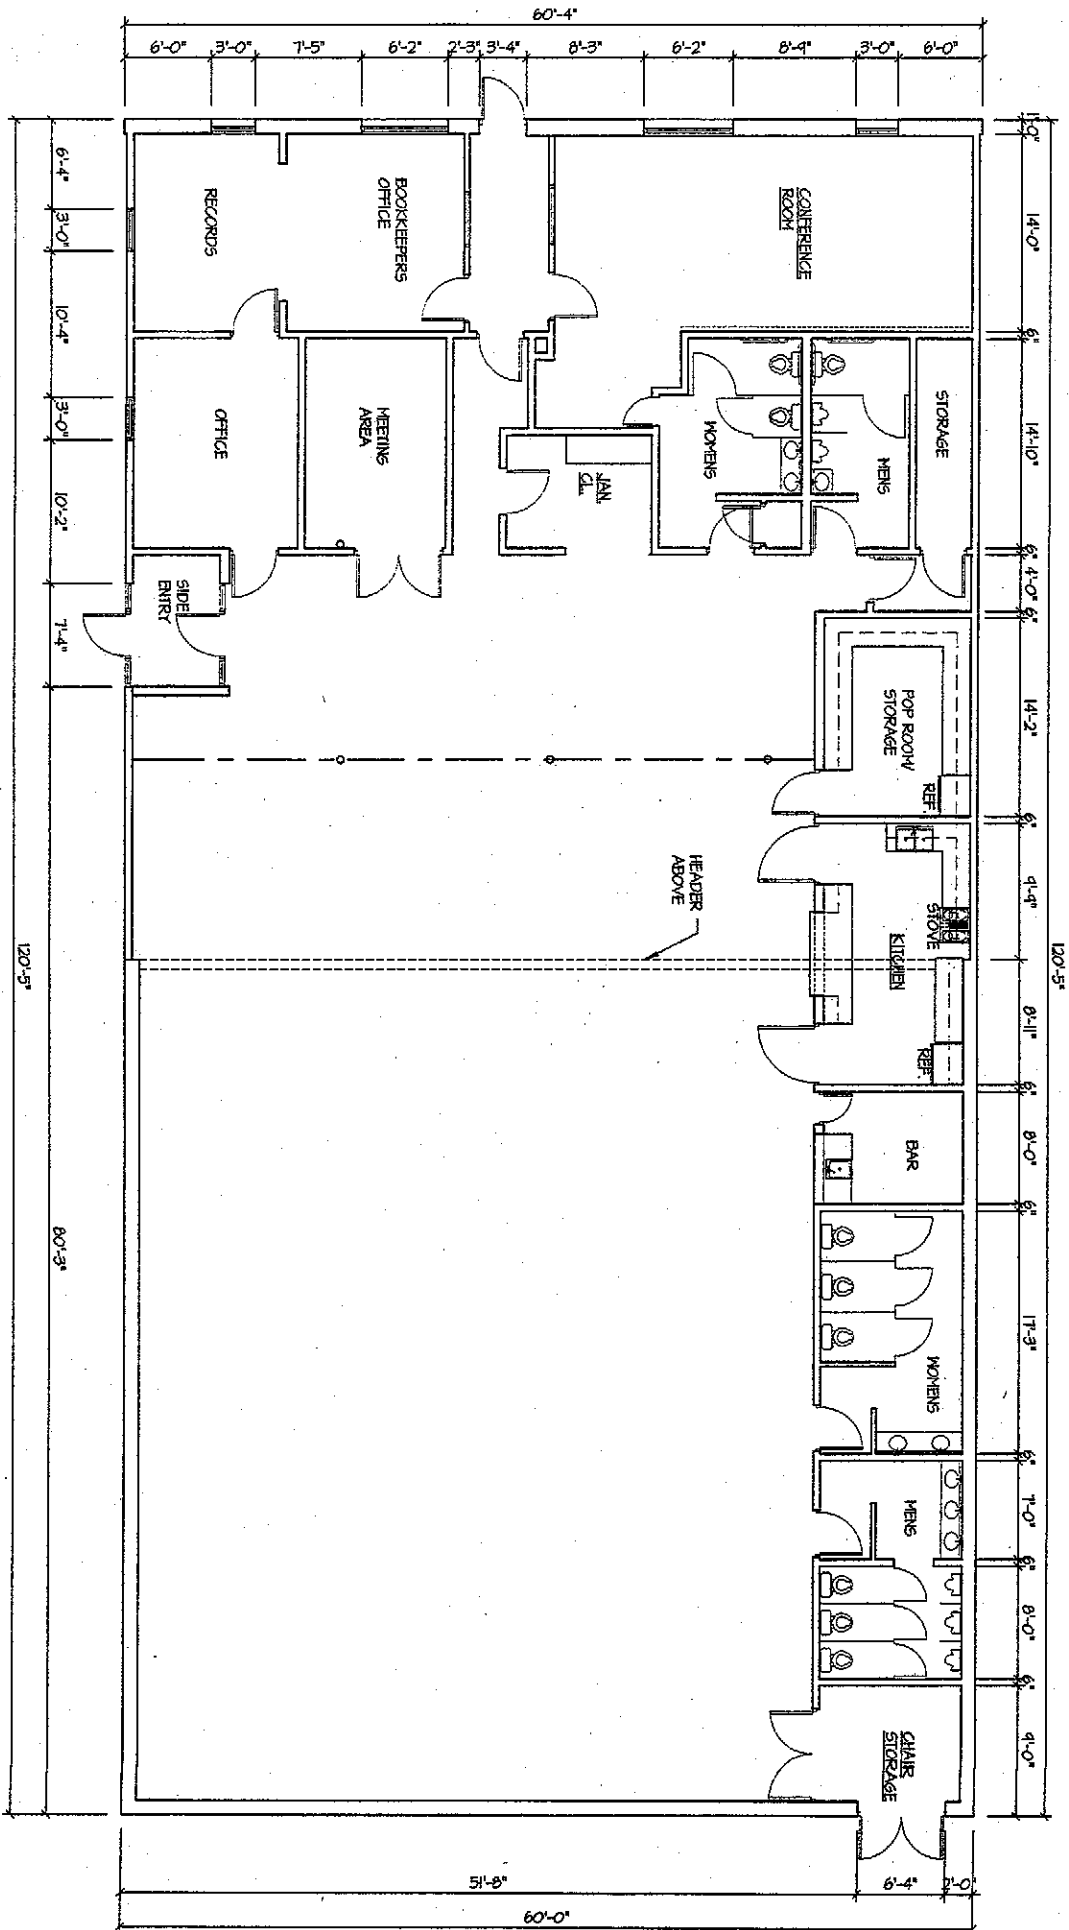 60'-4"
6'-0"
3'-0"
7'-5"
6'-2"
2'-3"
3'-4"
8'-3"
6'-2"
8'-4"
3'-0"
6'-0"
1'-0"
14'-0"
6"
14'-10"
6"
4'-0"
6"
14'-2"
6"
9'-9"
8'-11"
6"
8'-0"
6"
17'-3"
6"
7'-0"
6"
8'-0"
6"
9'-0"
120'-5"
6'-4"
3'-0"
10'-4"
3'-0"
10'-2"
7'-4"
80'-3"
120'-5"
RECORDS
BOOKKEEPERS
OFFICE
CONFERENCE
ROOM
OFFICE
MEETING
AREA
JAN.
CL.
WOMENS
MENS
STORAGE
SIDE
ENTRY
POP ROOM/
STORAGE
REF.
HEADER
ABOVE
STOVE
KITCHEN
REF.
BAR
WOMENS
MENS
CHAIR
STORAGE
51'-8"
6'-4"
2'-0"
60'-0"